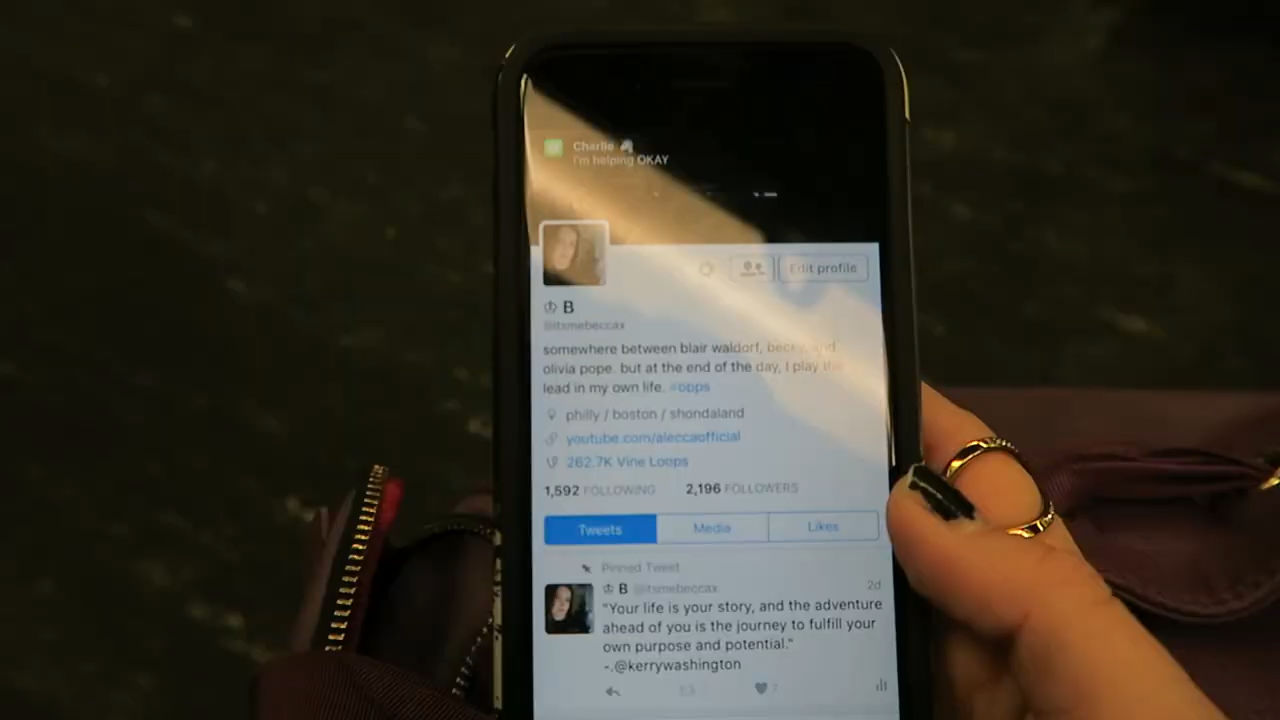 Charlie
I'm helping OKAY
Edit profile
B
@itsmebeccax
somewhere between blair waldorf, becky, and
olivia pope. but at the end of the day, I play the
lead in my own life. #opps
philly / boston / shondaland
youtube.com/aleccaofficial
262.7K Vine Loops
1,592 FOLLOWING 2,196 FOLLOWERS
Tweets Media Likes
Pinned Tweet
B @itsmebeccax 2d
"Your life is your story, and the adventure
ahead of you is the journey to fulfill your
own purpose and potential."
-.@kerrywashington
7